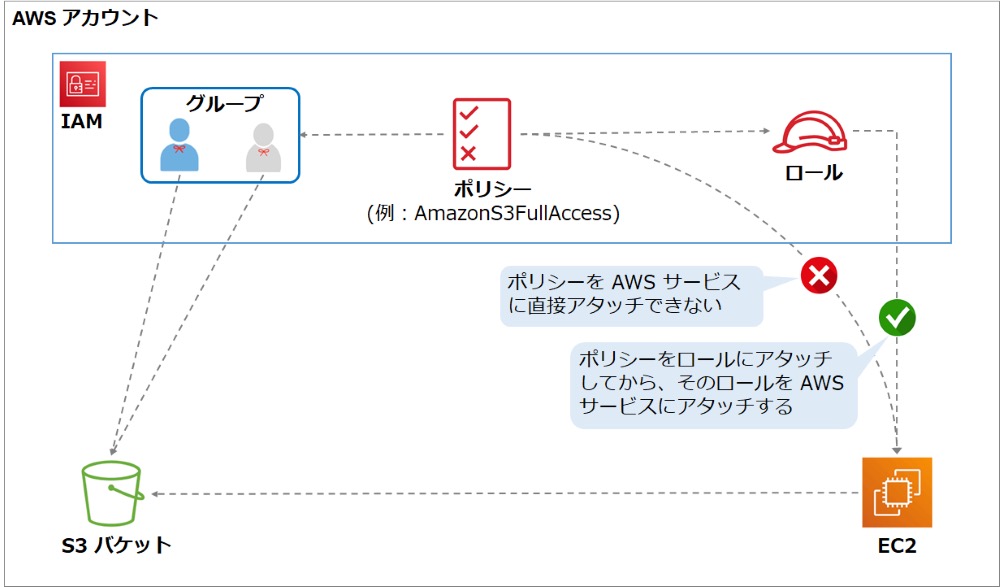 AWS アカウント
IAM
グループ
ポリシー
(例：AmazonS3FullAccess)
ロール
ポリシーを AWS サービス
に直接アタッチできない
ポリシーをロールにアタッチ
してから、そのロールを AWS
サービスにアタッチする
S3 バケット
EC2